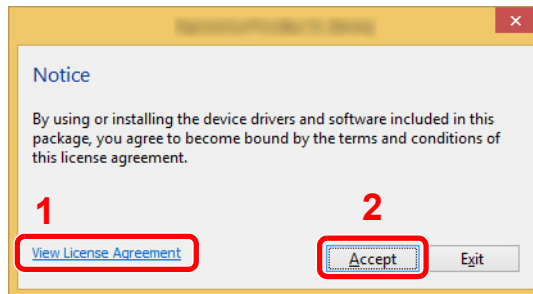 Notice
By using or installing the device drivers and software included in this
package, you agree to become bound by the terms and conditions of
this license agreement.
1
2
View License Agreement
Accept
Exit